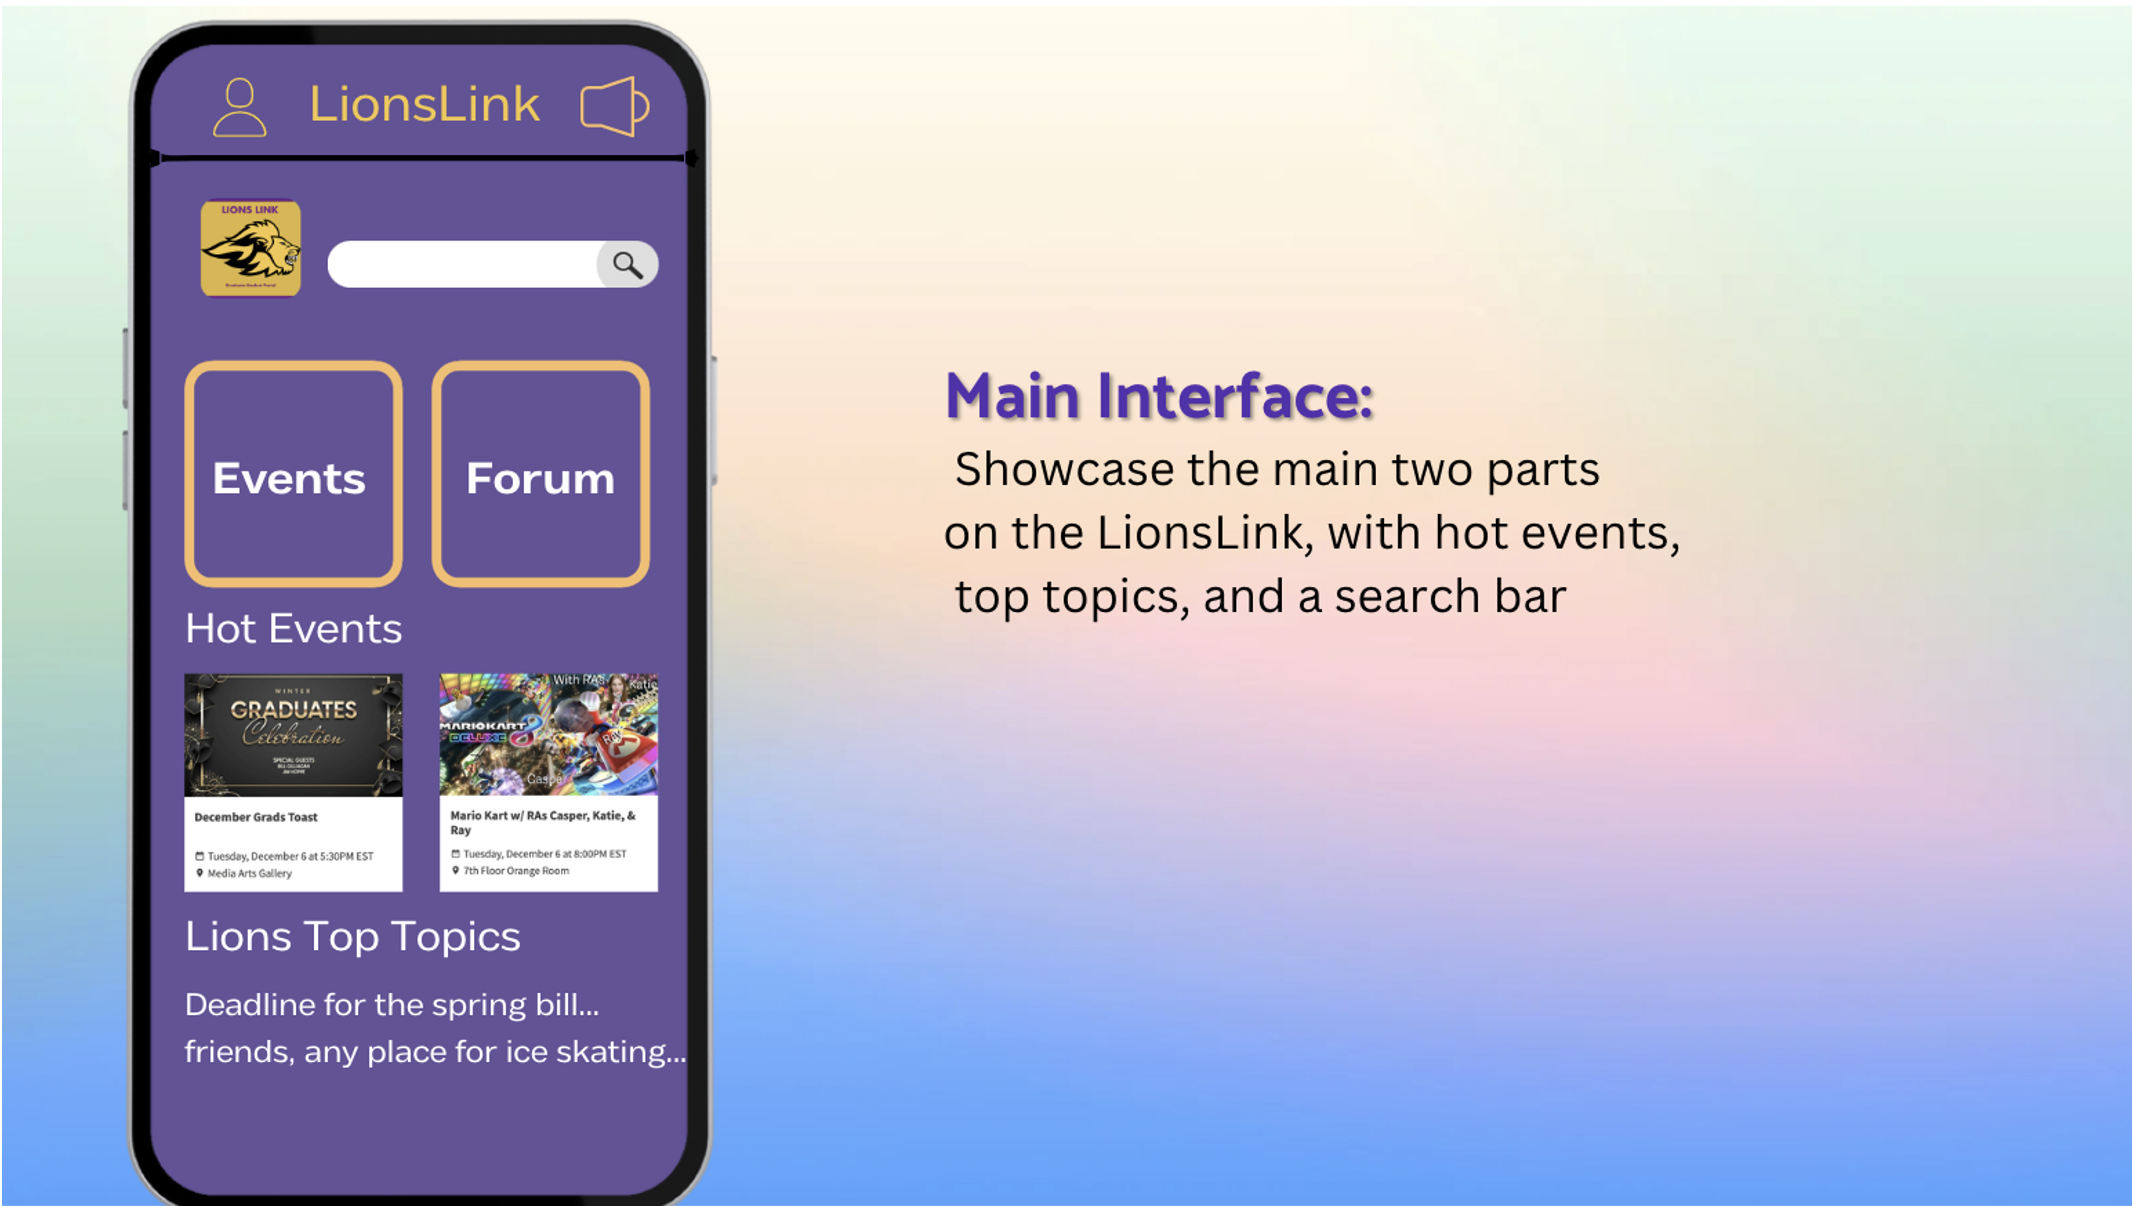 LionsLink
LIONS LINK
Events
Forum
Hot Events
WINTER
GRADUATES
Celebration
SPECIAL GUESTS
December Grads Toast
Tuesday, December 6 at 5:30PM EST
Media Arts Gallery
With RAs
Katie
MARIOKART 8
DELUXE
Ray
Casper
Mario Kart w/ RAs Casper, Katie, &
Ray
Tuesday, December 6 at 8:00PM EST
7th Floor Orange Room
Lions Top Topics
Deadline for the spring bill...
friends, any place for ice skating...
Main Interface:
Showcase the main two parts
on the LionsLink, with hot events,
top topics, and a search bar